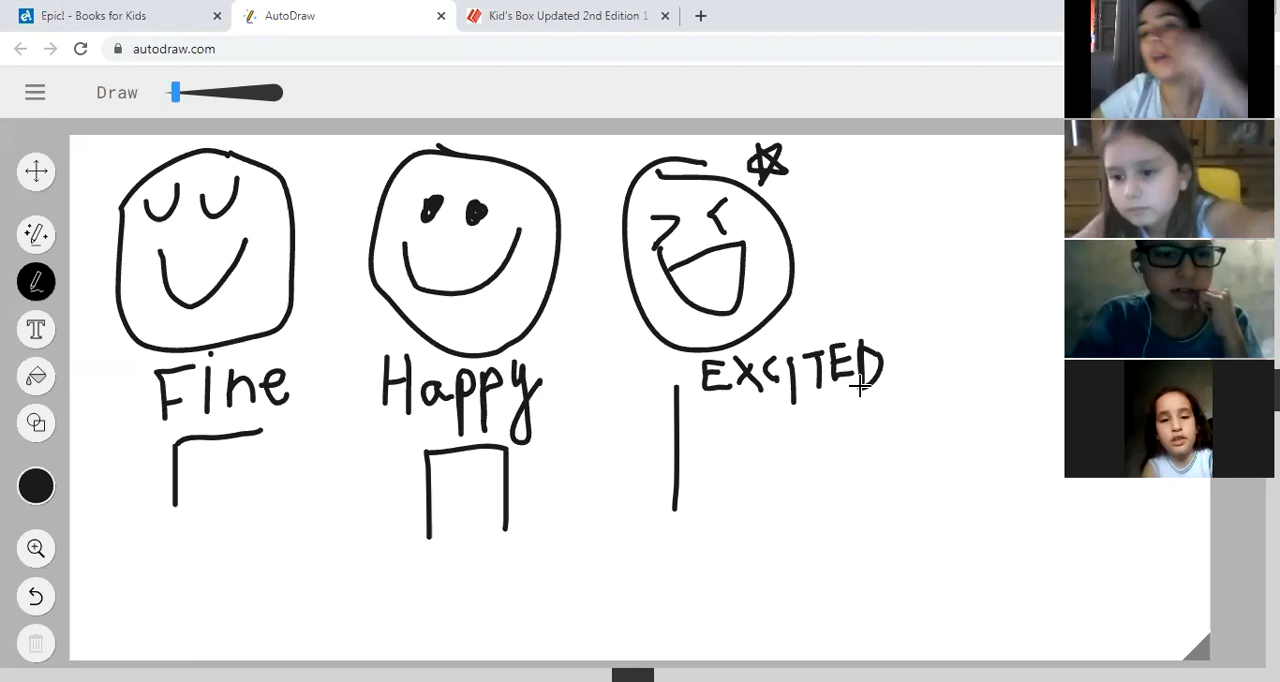 Epic! - Books for Kids
AutoDraw
Kid's Box Updated 2nd Edition 1
autodraw.com
Draw
T
Fine
Happy
EXCITED